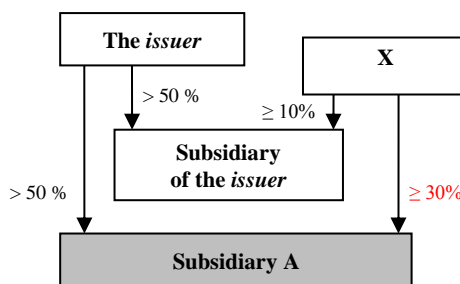 The issuer
X
> 50 %
≥ 10%
Subsidiary
of the issuer
> 50 %
≥ 30%
Subsidiary A